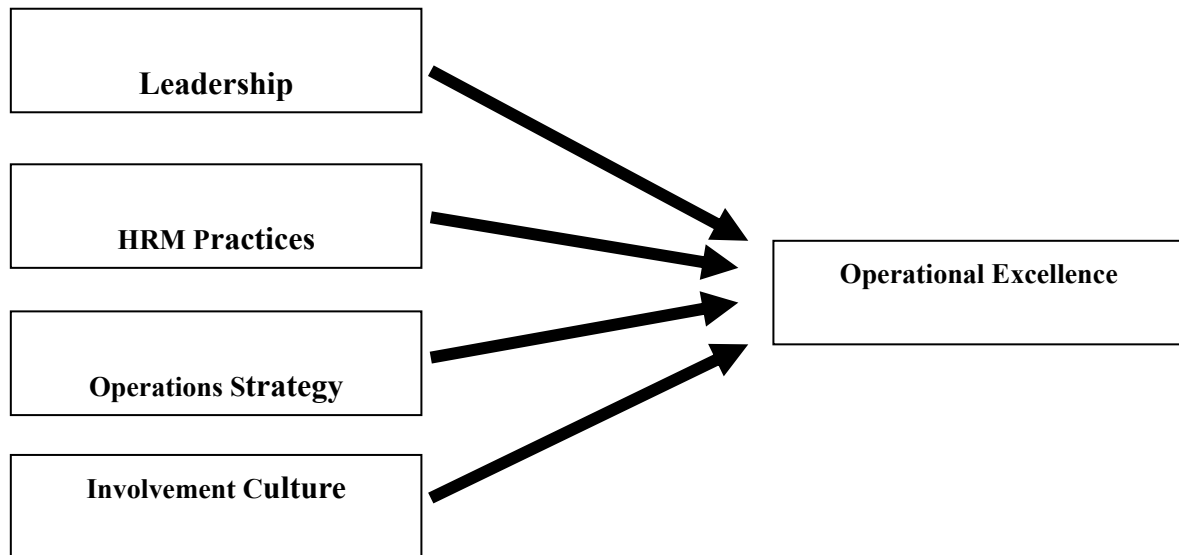 Leadership
HRM Practices
Operations Strategy
Involvement Culture
Operational Excellence